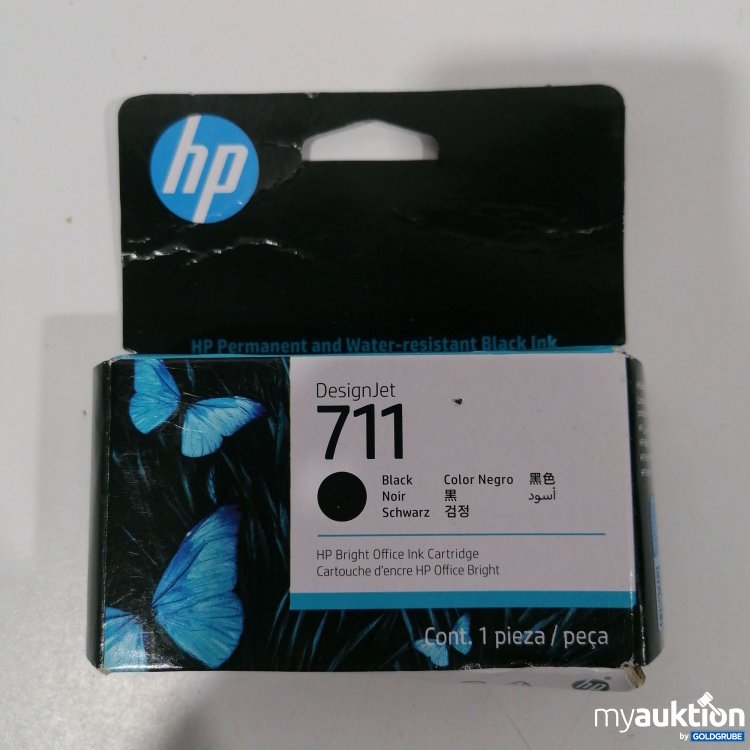 hp
HP Permanent and Water-resistant Black Ink
DesignJet
711
Black Color Negro 黑色
Noir 黒 أسود
Schwarz 검정
HP Bright Office Ink Cartridge
Cartouche d'encre HP Office Bright
Cont. 1 pieza / peça
hp
myauktion
by GOLDGRUBE